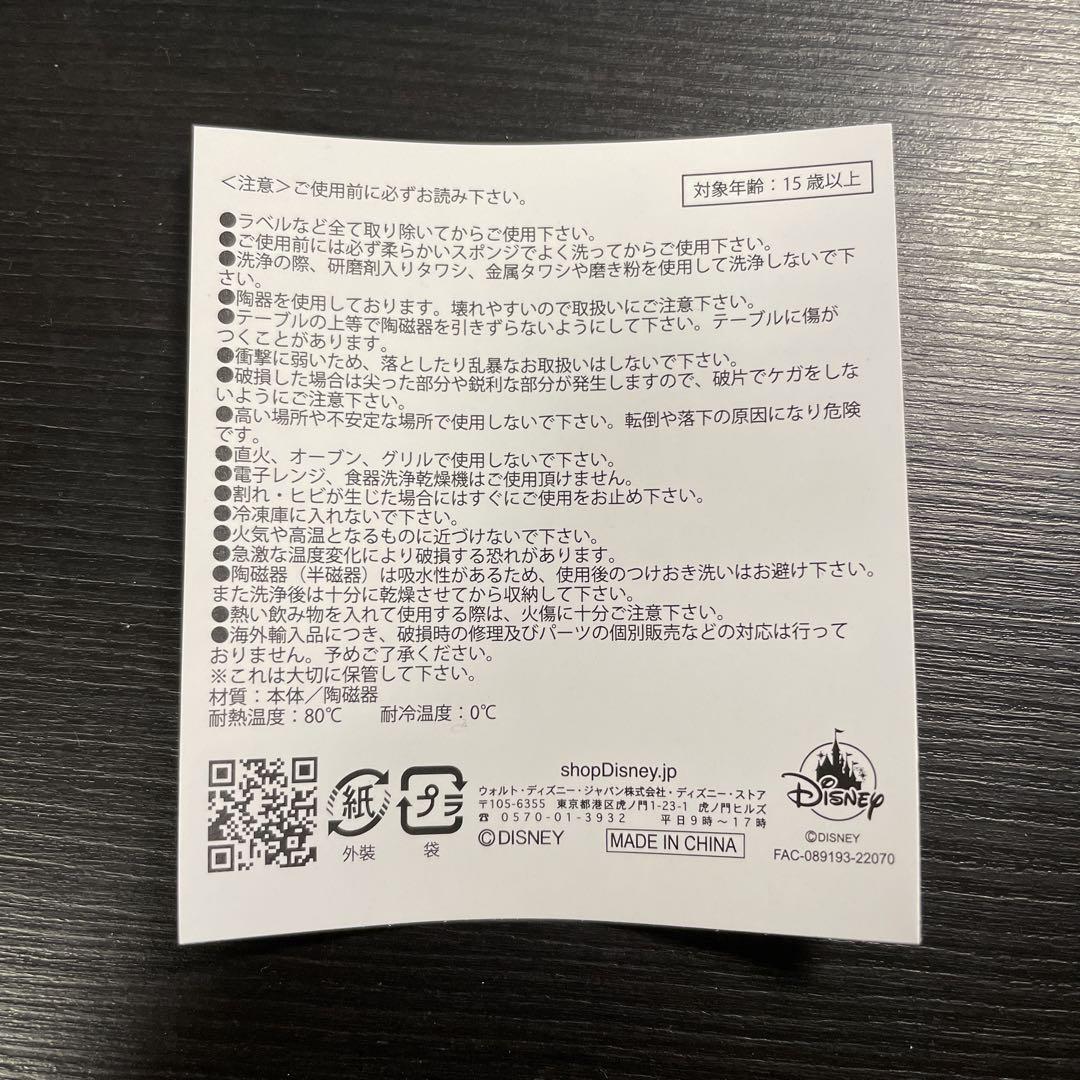 ＜注意＞ご使用前に必ずお読み下さい。
対象年齢：15 歳以上
●ラベルなど全て取り除いてからご使用下さい。
●ご使用前には必ず柔らかいスポンジでよく洗ってからご使用下さい。
●洗浄の際、研磨剤入りタワシ、金属タワシや磨き粉を使用して洗浄しないで下
さい。
●陶器を使用しております。壊れやすいので取扱いにご注意下さい。
●テーブルの上等で陶磁器を引きずらないようにして下さい。テーブルに傷が
つくことがあります。
●衝撃に弱いため、落としたり乱暴なお取扱いはしないで下さい。
●破損した場合は尖った部分や鋭利な部分が発生しますので、破片でケガをしな
いようにご注意下さい。
●高い場所や不安定な場所で使用しないで下さい。転倒や落下の原因になり危険
です。
●直火、オーブン、グリルで使用しないで下さい。
●電子レンジ、食器洗浄乾燥機はご使用頂けません。
●割れ・ヒビが生じた場合にはすぐにご使用をお止め下さい。
●冷凍庫に入れないで下さい。
●火気や高温となるものに近づけないで下さい。
●急激な温度変化により破損する恐れがあります。
●陶磁器（半磁器）は吸水性があるため、使用後のつけおき洗いはお避け下さい。
また洗浄後は十分に乾燥させてから収納して下さい。
●熱い飲み物を入れて使用する際は、火傷に十分ご注意下さい。
●海外輸入品につき、破損時の修理及びパーツの個別販売などの対応は行って
おりません。予めご了承ください。
※これは大切に保管して下さい。
材質：本体／陶磁器
耐熱温度：80℃ 耐冷温度：0℃
紙
外装
プラ
袋
shopDisney.jp
ウォルト・ディズニー・ジャパン株式会社・ディズニー・ストア
〒105-6355 東京都港区虎ノ門1-23-1 虎ノ門ヒルズ
☎ 0570-01-3932 平日9時～17時
©DISNEY MADE IN CHINA
DISNEY
©DISNEY
FAC-089193-22070